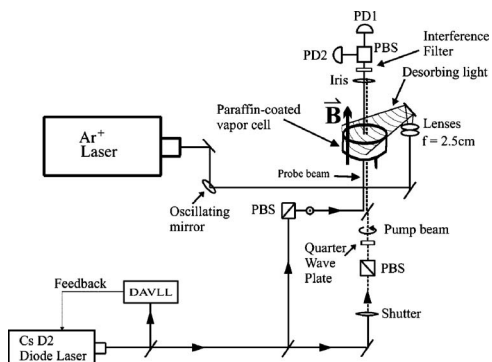 PD1
PD2
PBS
Interference
Filter
Iris
Desorbing light
B
Paraffin-coated
vapor cell
Lenses
f = 2.5cm
Ar+
Laser
Probe beam
Oscillating
mirror
PBS
Pump beam
Quarter
Wave
Plate
PBS
Feedback
DAVLL
Shutter
Cs D2
Diode Laser